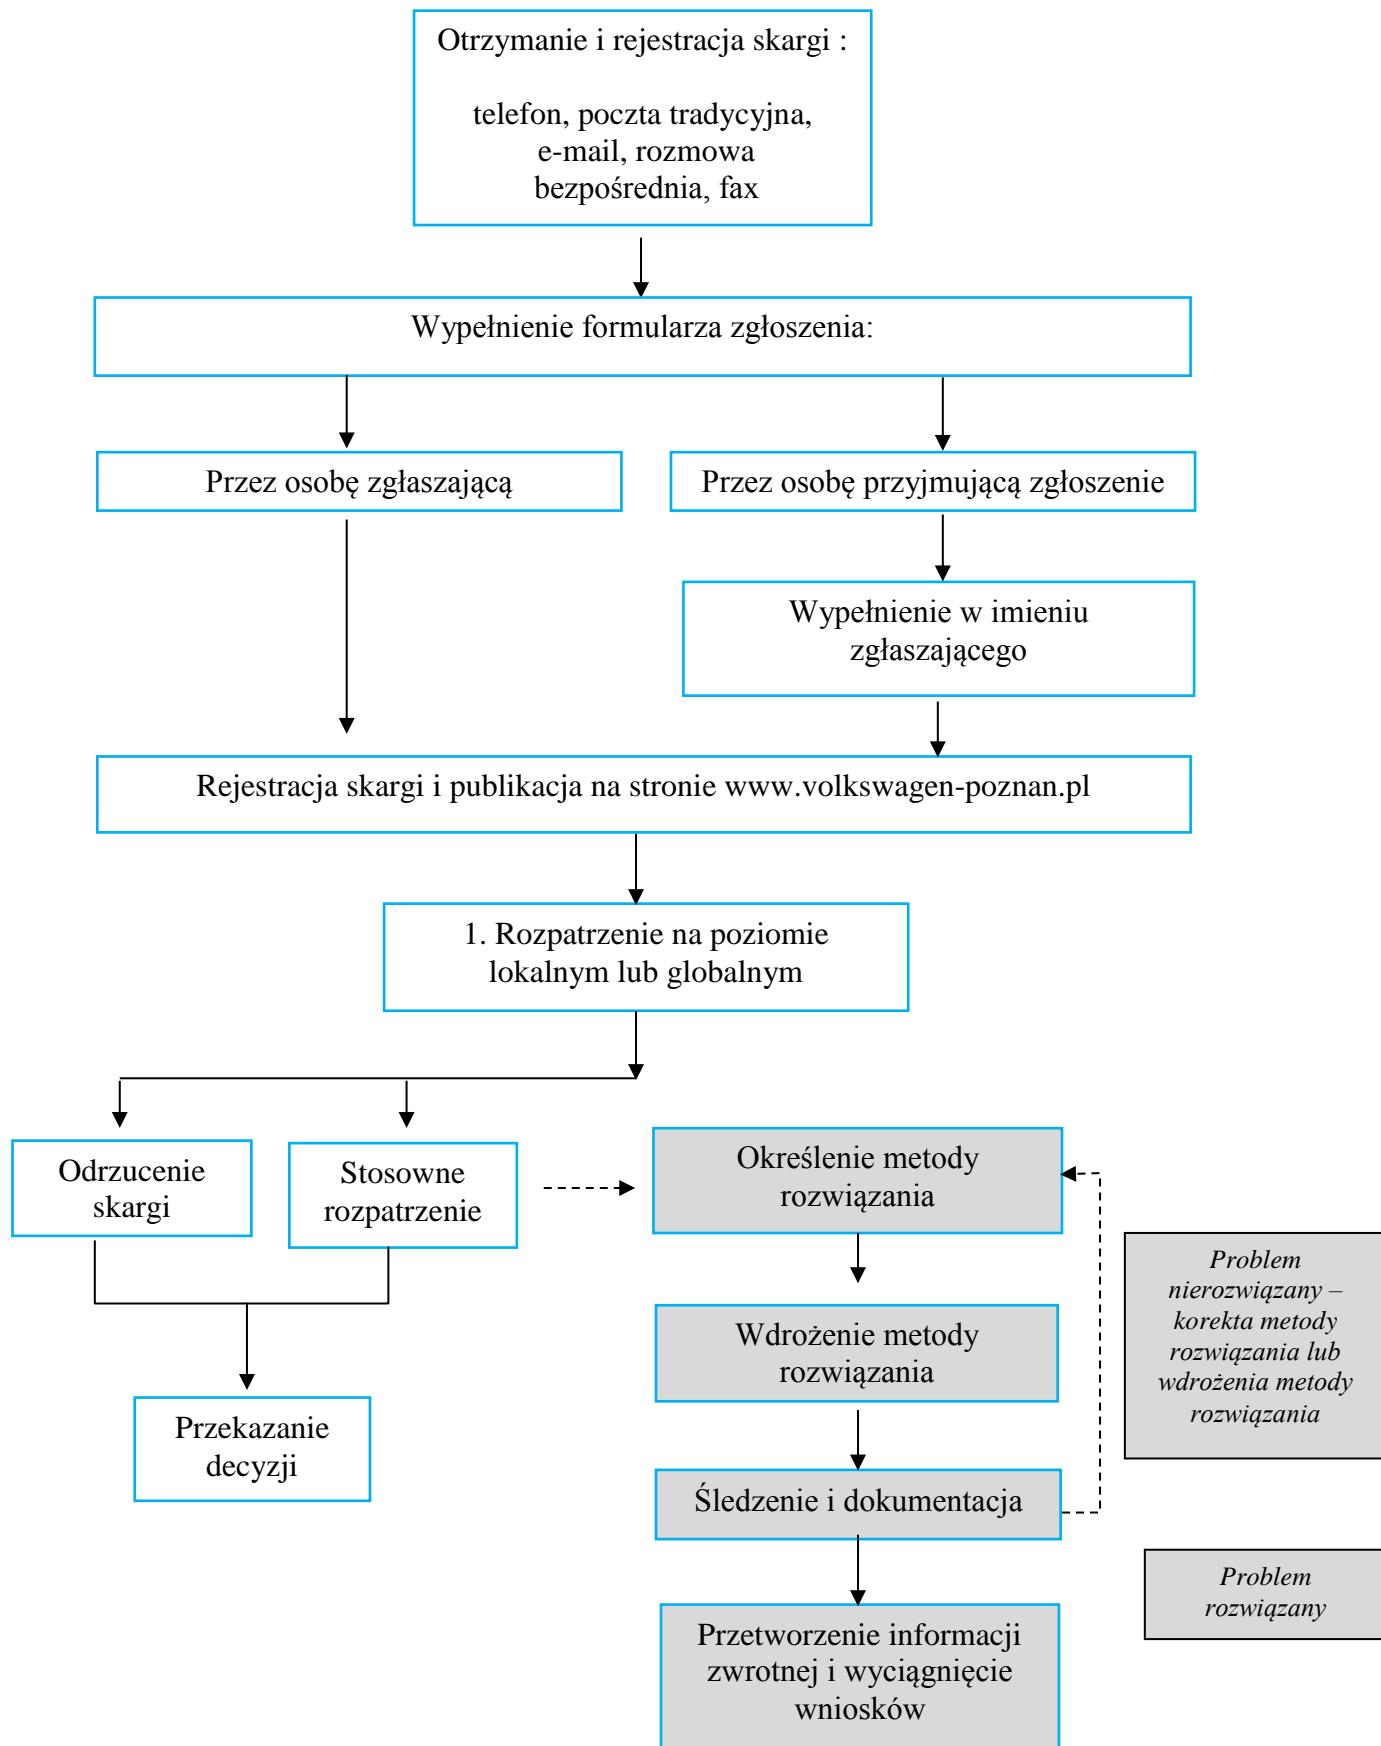 Otrzymanie i rejestracja skargi :
telefon, poczta tradycyjna,
e-mail, rozmowa
bezpośrednia, fax
Wypełnienie formularza zgłoszenia:
Przez osobę zgłaszającą
Przez osobę przyjmującą zgłoszenie
Wypełnienie w imieniu
zgłaszającego
Rejestracja skargi i publikacja na stronie www.volkswagen-poznan.pl
1. Rozpatrzenie na poziomie
lokalnym lub globalnym
Odrzucenie
skargi
Stosowne
rozpatrzenie
Określenie metody
rozwiązania
Problem
nierozwiązany –
korekta metody
rozwiązania lub
wdrożenia metody
rozwiązania
Wdrożenie metody
rozwiązania
Przekazanie
decyzji
Śledzenie i dokumentacja
Problem
rozwiązany
Przetworzenie informacji
zwrotnej i wyciągnięcie
wniosków